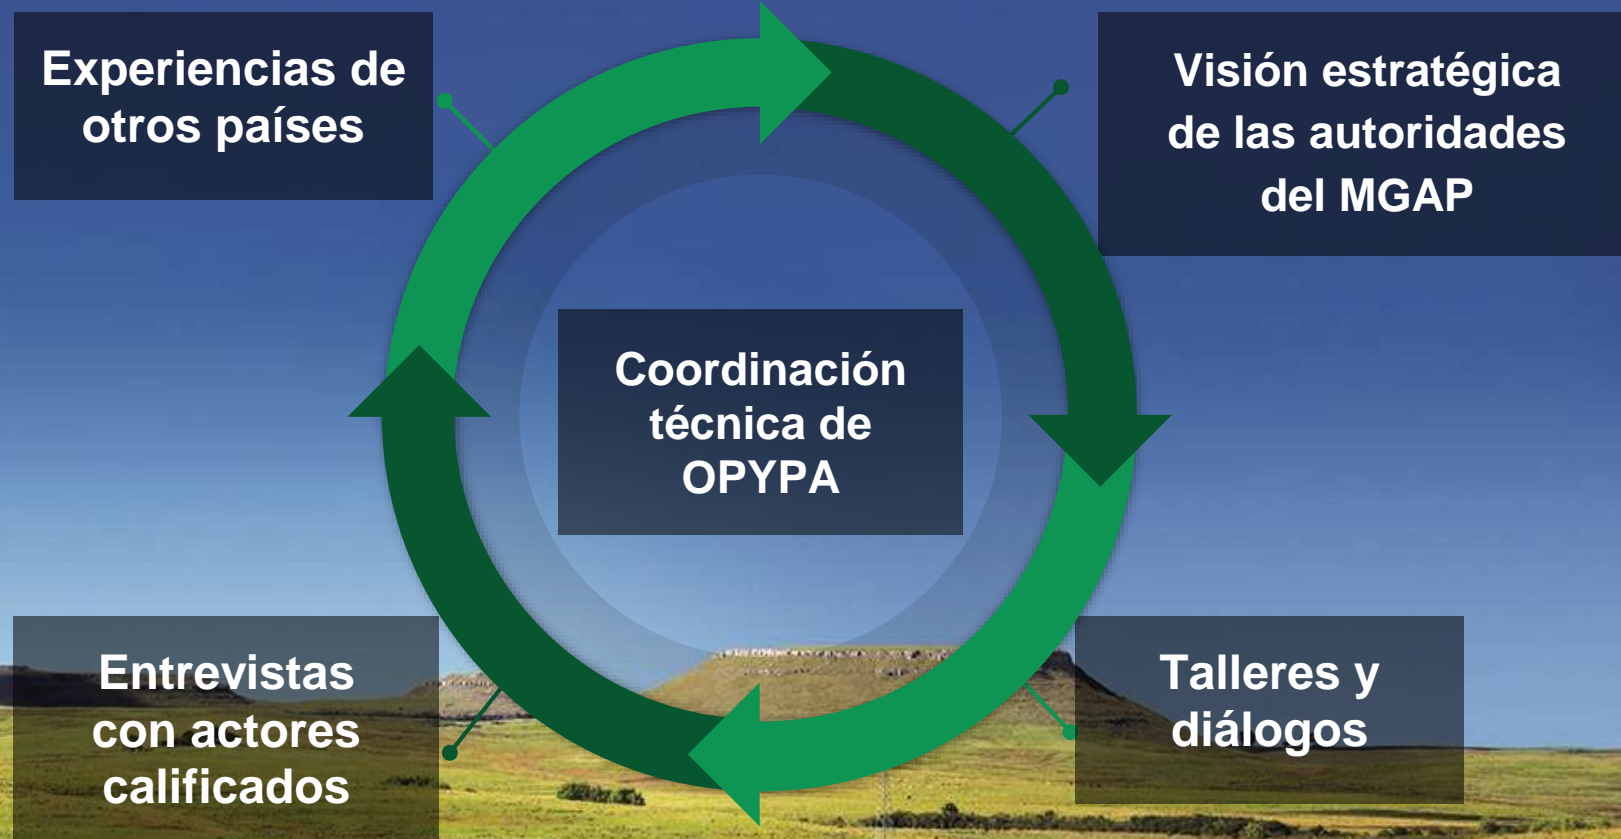 Experiencias de
otros países
Visión estratégica
de las autoridades
del MGAP
Coordinación
técnica de
OPYPA
Entrevistas
con actores
calificados
Talleres y
diálogos